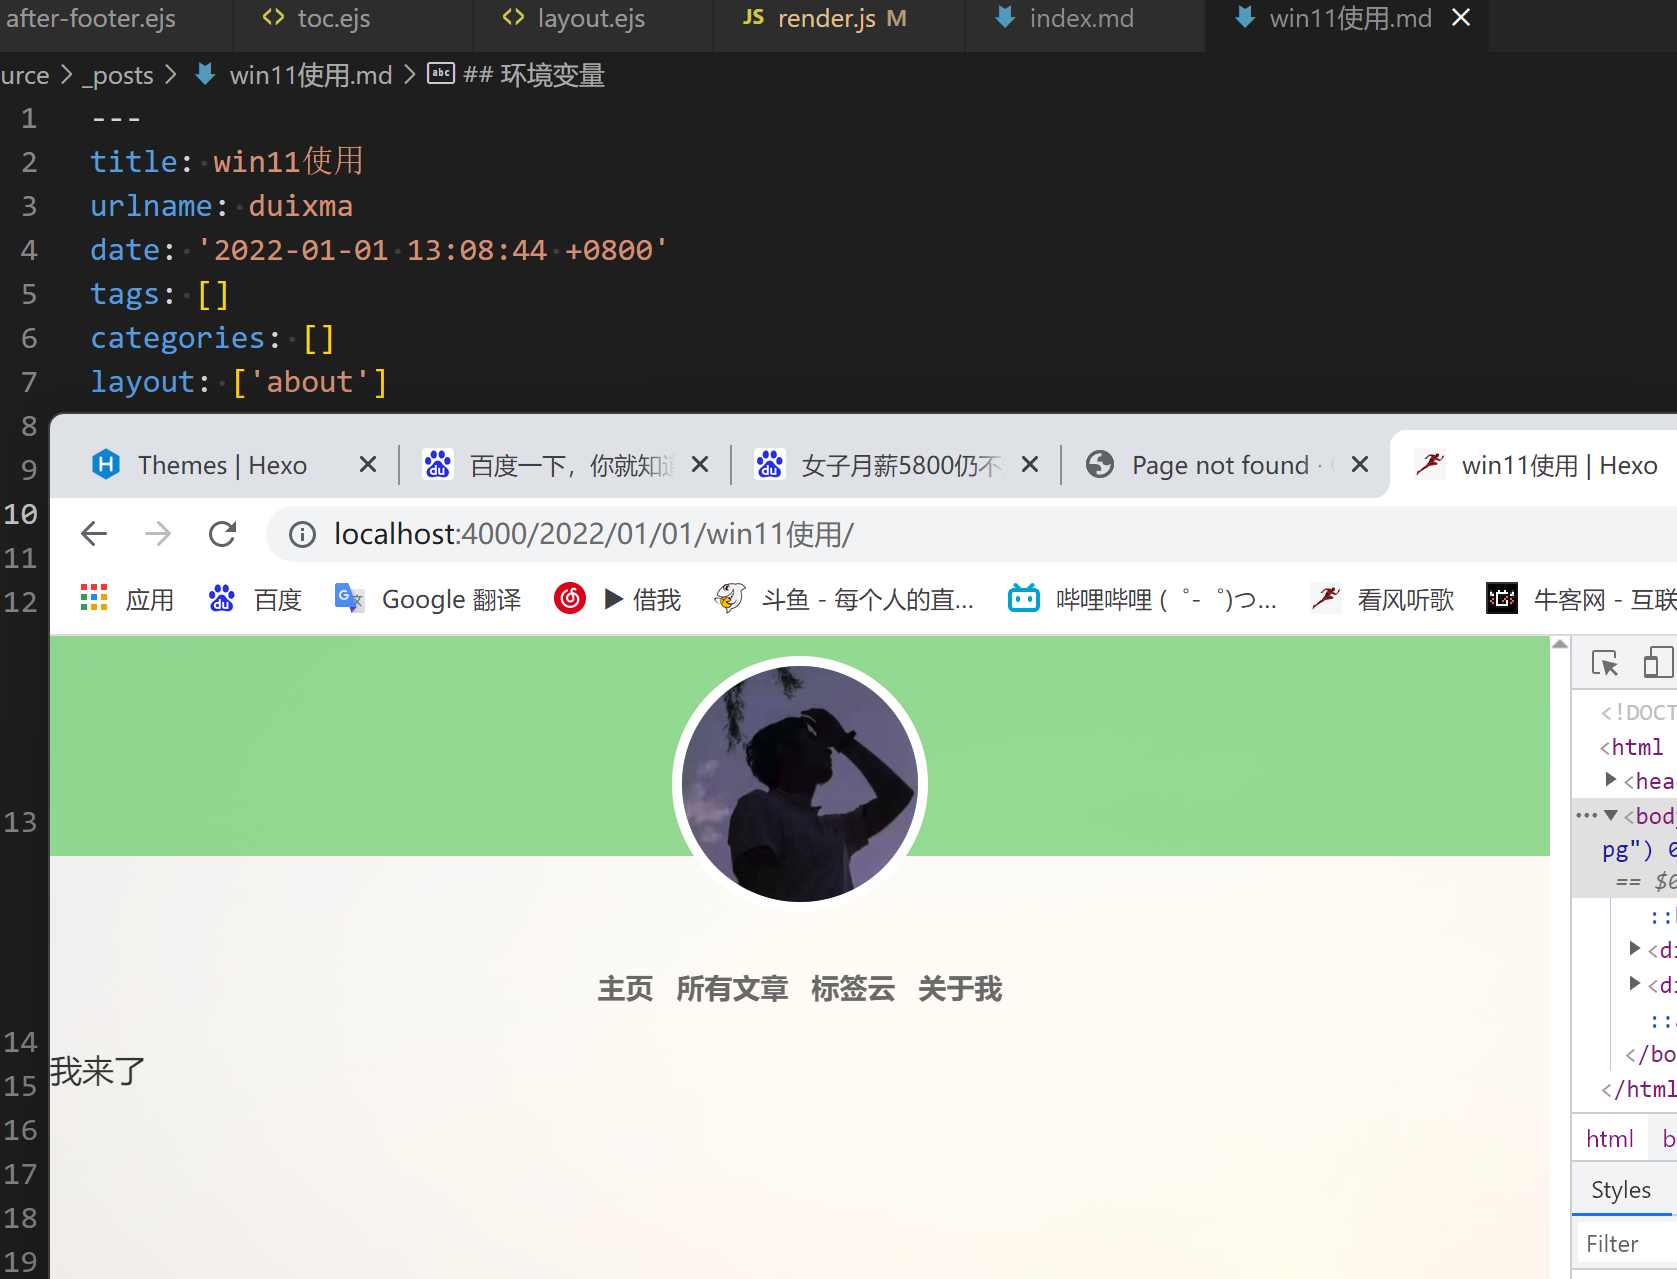 after-footer.ejs toc.ejs layout.ejs JS render.js M index.md win11使用.md
urce > _posts > win11使用.md > abc ## 环境变量
1 ---
2 title: win11使用
3 urlname: duixma
4 date: '2022-01-01 13:08:44 +0800'
5 tags: []
6 categories: []
7 layout: ['about']
8
9
10
11
12
13
14
15
16
17
18
19
Themes | Hexo 百度一下，你就知道 女子月薪5800仍不 Page not found · win11使用 | Hexo
localhost:4000/2022/01/01/win11使用/
应用 百度 Google 翻译 ▶ 借我 斗鱼 - 每个人的直... 哔哩哔哩 ( ゜- ゜)つ... 看风听歌 牛客网 - 互联
主页 所有文章 标签云 关于我
我来了
<!DOCT
<html
▶<hea
··· ▼<body
pg") 0
== $0
::b
▶<di
▶<di
::a
</bo
</html
html b
Styles
Filter